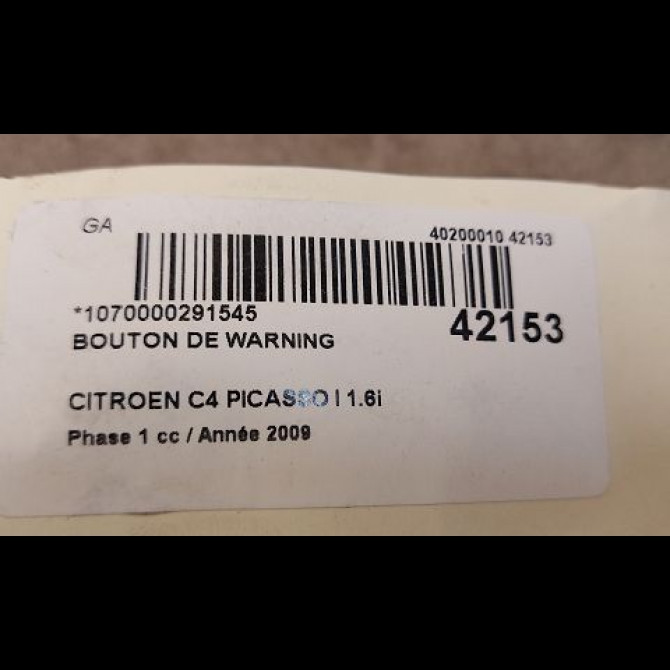 GA
40200010 42153
*1070000291545
42153
BOUTON DE WARNING
CITROEN C4 PICASSO I 1.6i
Phase 1 cc / Année 2009